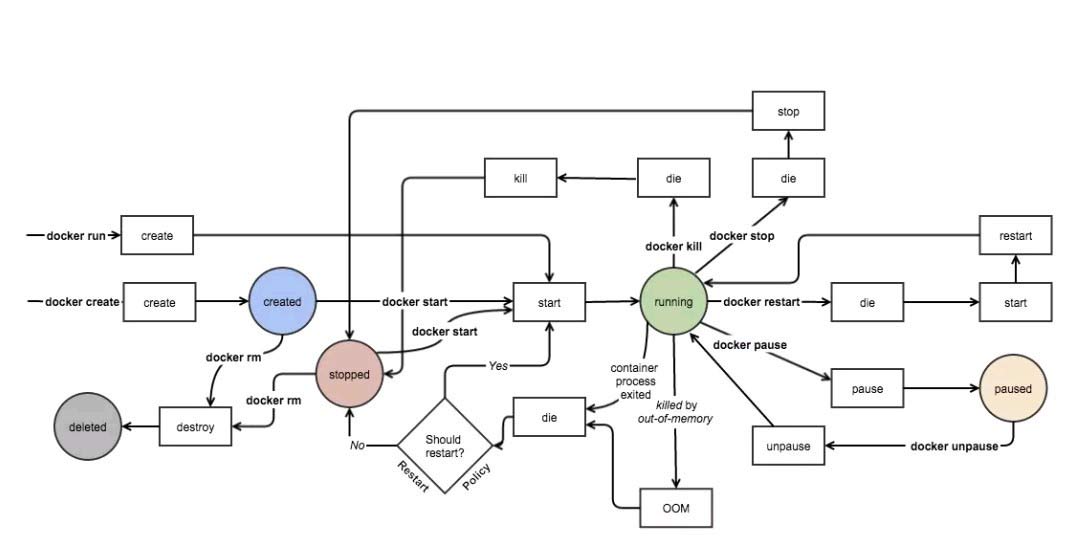 stop
kill
die
die
docker run
create
docker kill
docker stop
restart
docker create
create
created
docker start
start
running
docker restart
die
start
docker start
docker pause
docker rm
stopped
Yes
container
process
exited
pause
paused
docker rm
killed by
out-of-memory
deleted
destroy
die
Should
restart?
No
Restart
Policy
unpause
docker unpause
OOM